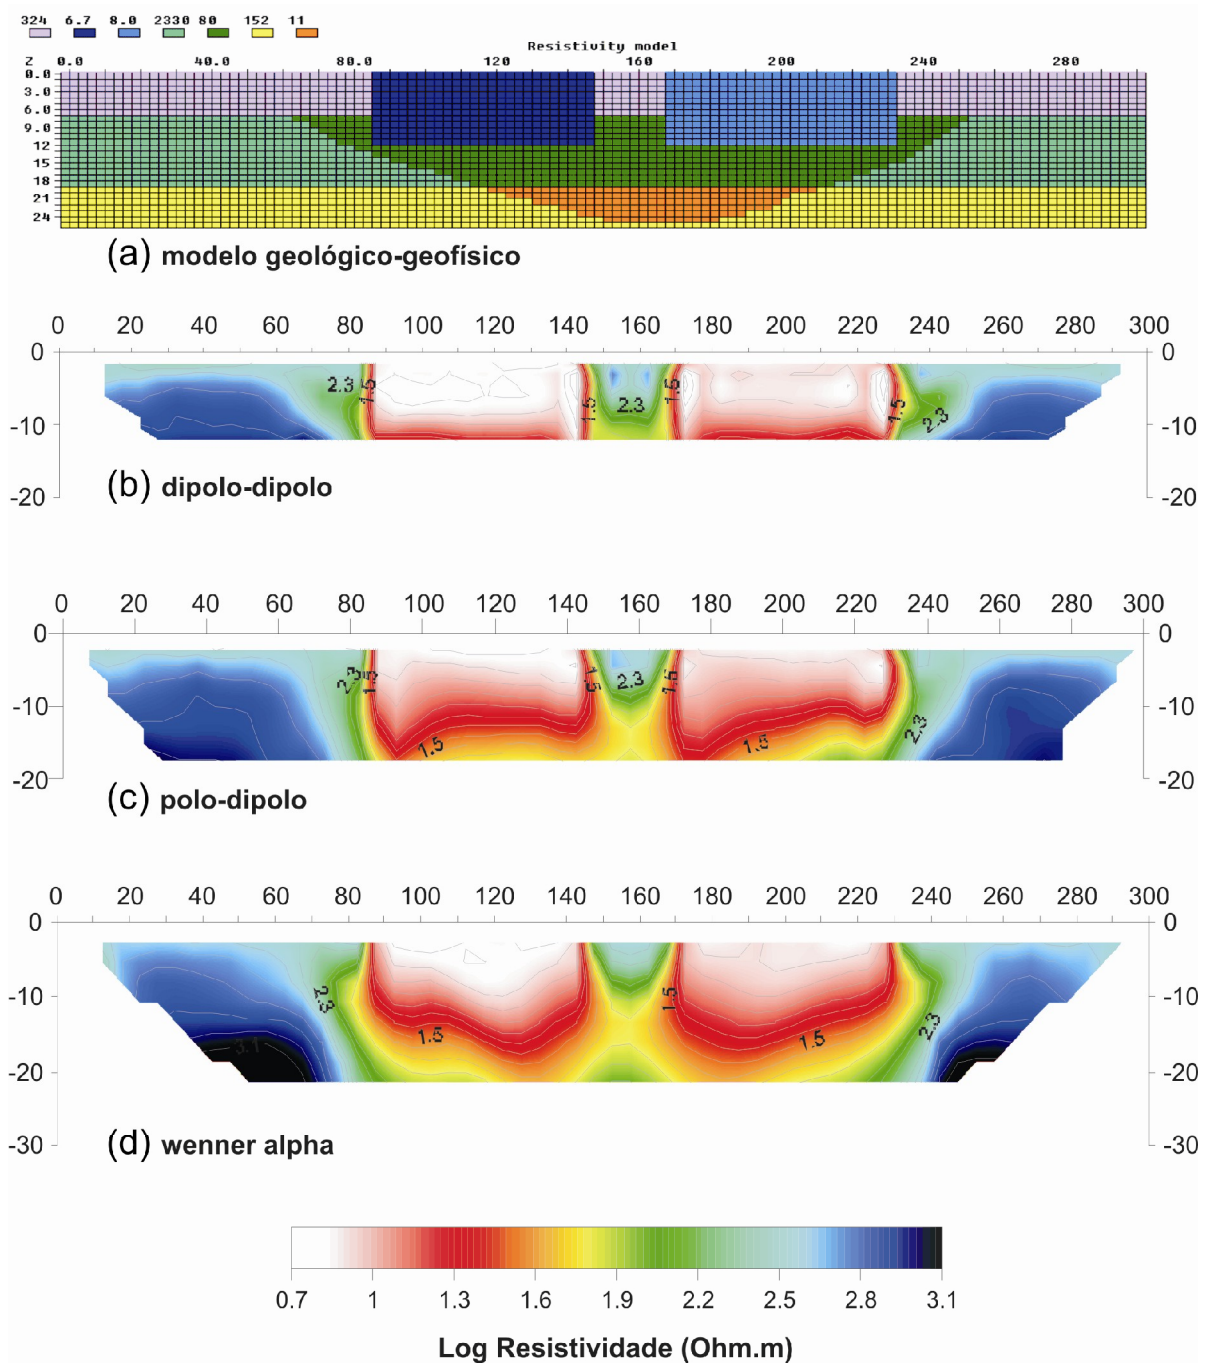 324 6.7 8.0 2330 80 152 11
Resistivity model
Z 0.0 40.0 80.0 120 160 200 240 280
0.0
3.0
6.0
9.0
12
15
18
21
24
(a) modelo geológico-geofísico
0 20 40 60 80 100 120 140 160 180 200 220 240 260 280 300
0 0
2.3 1.5 1.5 2.3 1.5 1.5 2.3
-10 -10
-20 -20
(b) dipolo-dipolo
0 20 40 60 80 100 120 140 160 180 200 220 240 260 280 300
0 0
2.3 1.5 1.5 2.3 1.5
-10 -10
1.5 1.5 2.3
-20 -20
(c) polo-dipolo
0 20 40 60 80 100 120 140 160 180 200 220 240 260 280 300
0 0
-10 2.3 1.5 -10
1.5 1.5 2.3
3.1
-20 -20
-30 -30
(d) wenner alpha
0.7 1 1.3 1.6 1.9 2.2 2.5 2.8 3.1
Log Resistividade (Ohm.m)